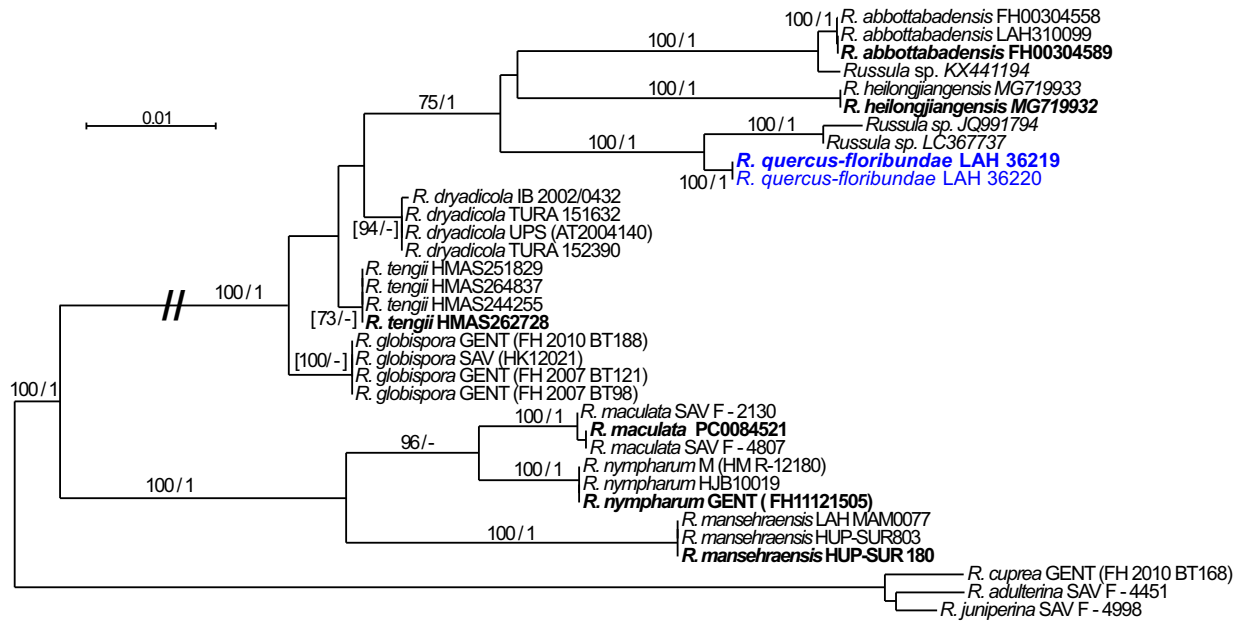 100/1
R. abbottabadensis FH00304558
R. abbottabadensis LAH310099
100/1
R. abbottabadensis FH00304589
Russula sp. KX441194
R. heilongjiangensis MG719933
100/1
R. heilongjiangensis MG719932
75/1
0.01
Russula sp. JQ991794
100/1
Russula sp. LC367737
100/1
R. quercus-floribundae LAH 36219
100/1
R. quercus-floribundae LAH 36220
R. dryadicola IB 2002/0432
R. dryadicola TURA 151632
[94/-]
R. dryadicola UPS (AT2004140)
R. dryadicola TURA 152390
R. tengii HMAS251829
R. tengii HMAS264837
100/1
R. tengii HMAS244255
[73/-]
R. tengii HMAS262728
R. globispora GENT (FH 2010 BT188)
[100/-]
R. globispora SAV (HK12021)
R. globispora GENT (FH 2007 BT121)
100/1
R. globispora GENT (FH 2007 BT98)
R. maculata SAV F - 2130
100/1
R. maculata PC0084521
96/-
R. maculata SAV F - 4807
R. nympharum M (HM R-12180)
100/1
R. nympharum HJB10019
100/1
R. nympharum GENT ( FH11121505)
R. mansehraensis LAH MAM0077
100/1
R. mansehraensis HUP-SUR803
R. mansehraensis HUP-SUR 180
R. cuprea GENT (FH 2010 BT168)
R. adulterina SAV F - 4451
R. juniperina SAV F - 4998